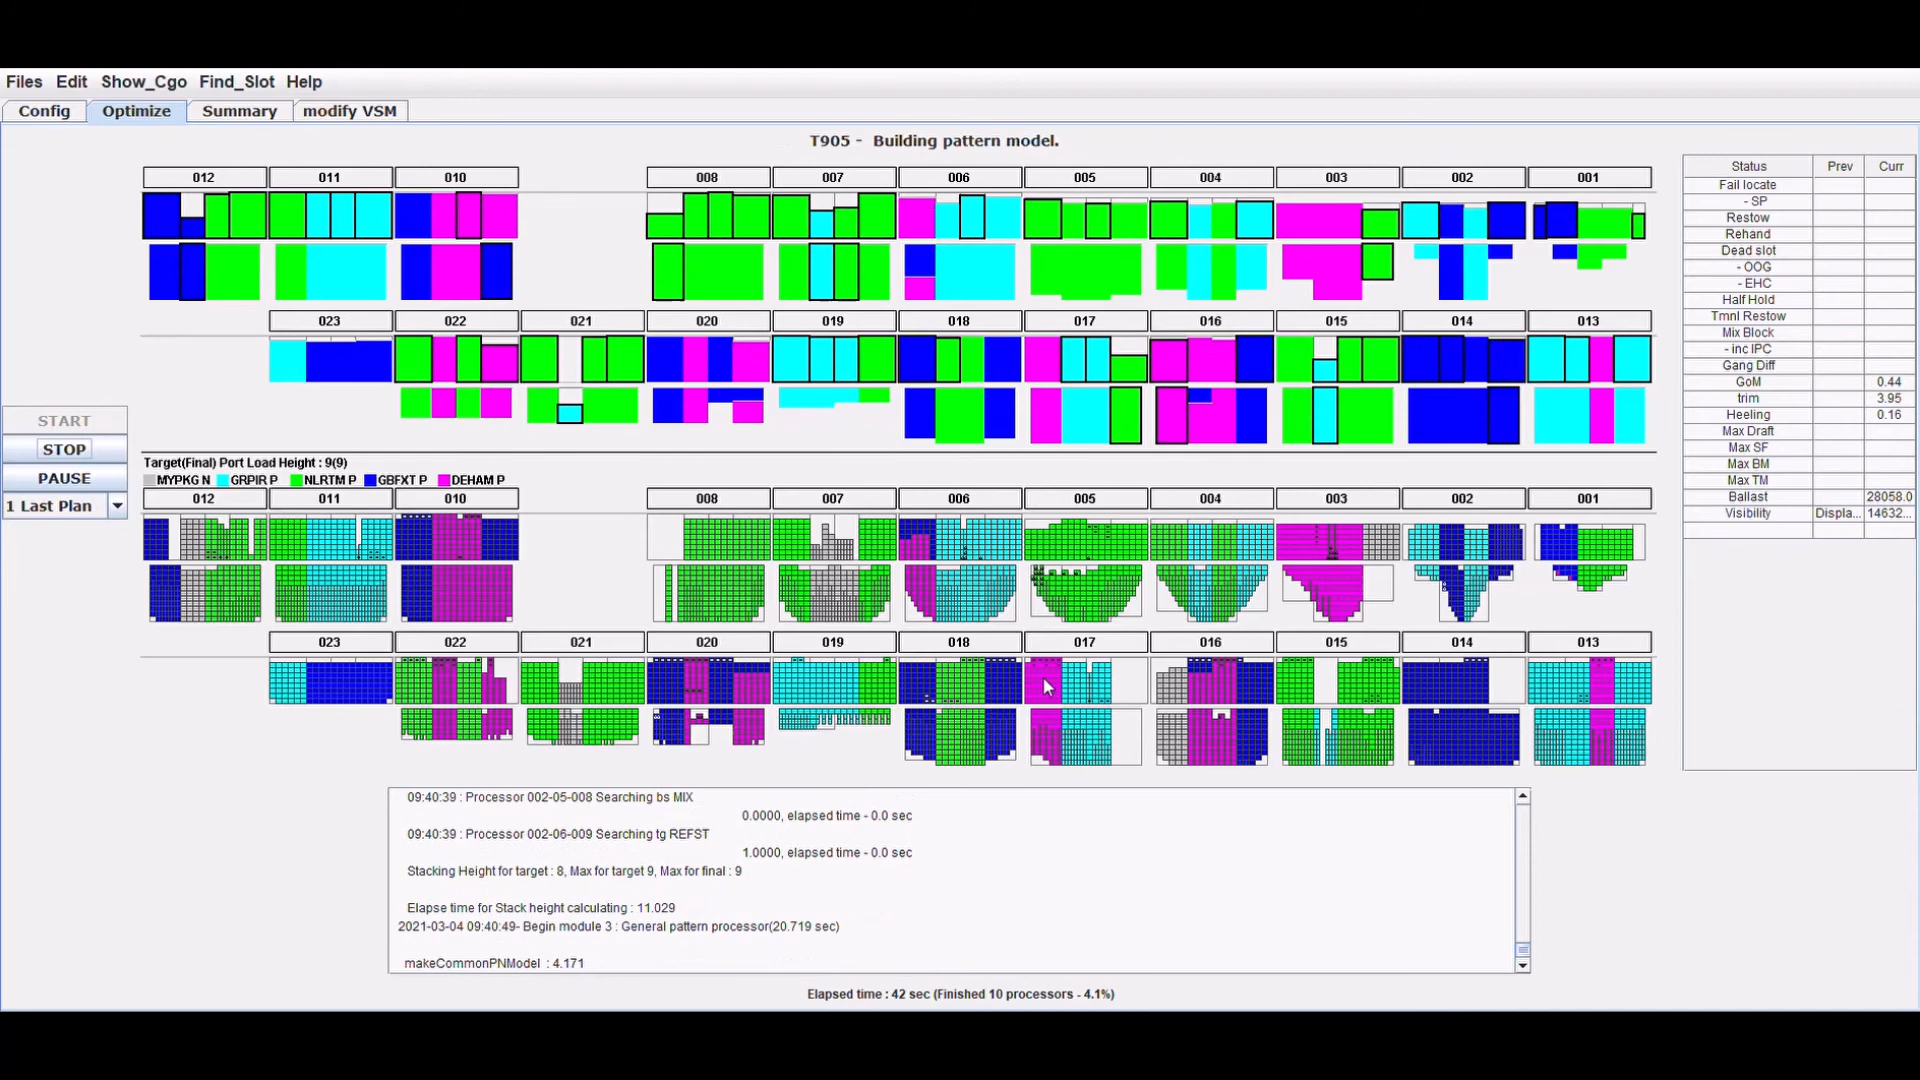 Files Edit Show_Cgo Find_Slot Help
Config Optimize Summary modify VSM
T905 - Building pattern model.
012 011 010 008 007 006 005 004 003 002 001
023 022 021 020 019 018 017 016 015 014 013
START
STOP
PAUSE
1 Last Plan
Target(Final) Port Load Height : 9(9)
MYPKG N GRPIR P NLRTM P GBFXT P DEHAM P
012 011 010 008 007 006 005 004 003 002 001
023 022 021 020 019 018 017 016 015 014 013
Status Prev Curr
Fail locate
- SP
Restow
Rehand
Dead slot
- OOG
- EHC
Half Hold
Tmnl Restow
Mix Block
- inc IPC
Gang Diff
GoM 0.44
trim 3.95
Heeling 0.16
Max Draft
Max SF
Max BM
Max TM
Ballast 28058.0
Visibility Displa... 14632...
09:40:39 : Processor 002-05-008 Searching bs MIX
0.0000, elapsed time - 0.0 sec
09:40:39 : Processor 002-06-009 Searching tg REFST
1.0000, elapsed time - 0.0 sec
Stacking Height for target : 8, Max for target 9, Max for final : 9
Elapse time for Stack height calculating : 11.029
2021-03-04 09:40:49- Begin module 3 : General pattern processor(20.719 sec)
makeCommonPNModel : 4.171
Elapsed time : 42 sec (Finished 10 processors - 4.1%)